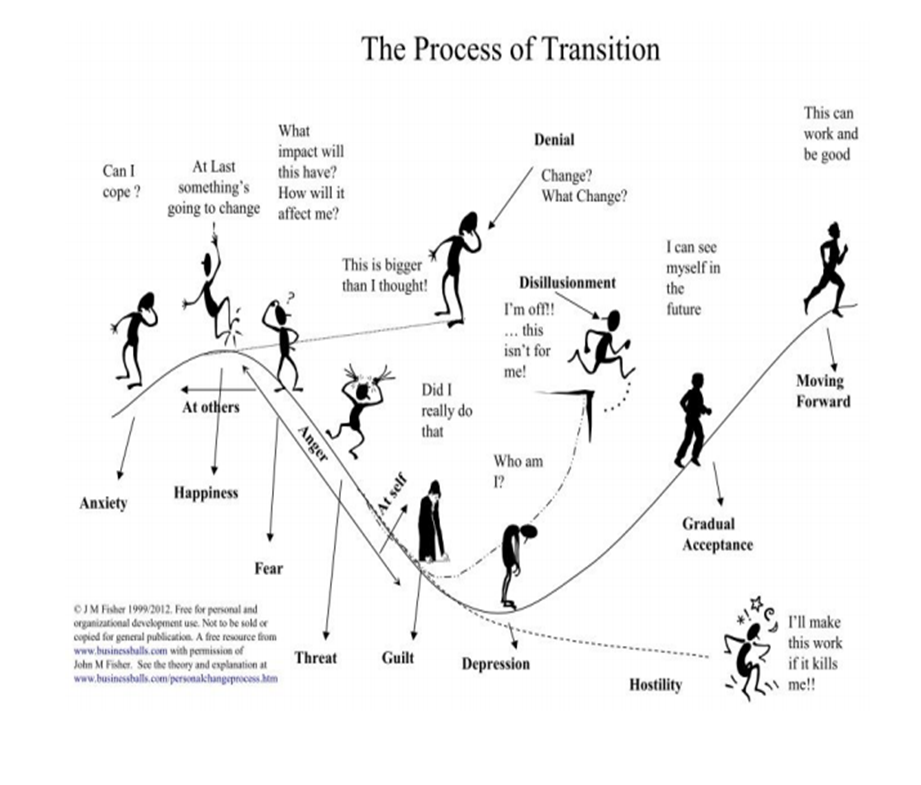 The Process of Transition
This can
work and
be good
What
impact will
this have?
How will it
affect me?
Denial
Can I
cope ?
At Last
something's
going to change
Change?
What Change?
I can see
myself in
the
future
This is bigger
than I thought!
Disillusionment
I'm off!!
... this
isn't for
me!
?
Moving
Forward
At others
Did I
really do
that
Anger
Who am
I?
At self
Anxiety
Happiness
Gradual
Acceptance
Fear
© J M Fisher 1999/2012. Free for personal and
organizational development use. Not to be sold or
copied for general publication. A free resource from
www.businessballs.com with permission of
John M Fisher. See the theory and explanation at
www.businessballs.com/personalchangeprocess.htm
Threat
Guilt
Depression
Hostility
I'll make
this work
if it kills
me!!